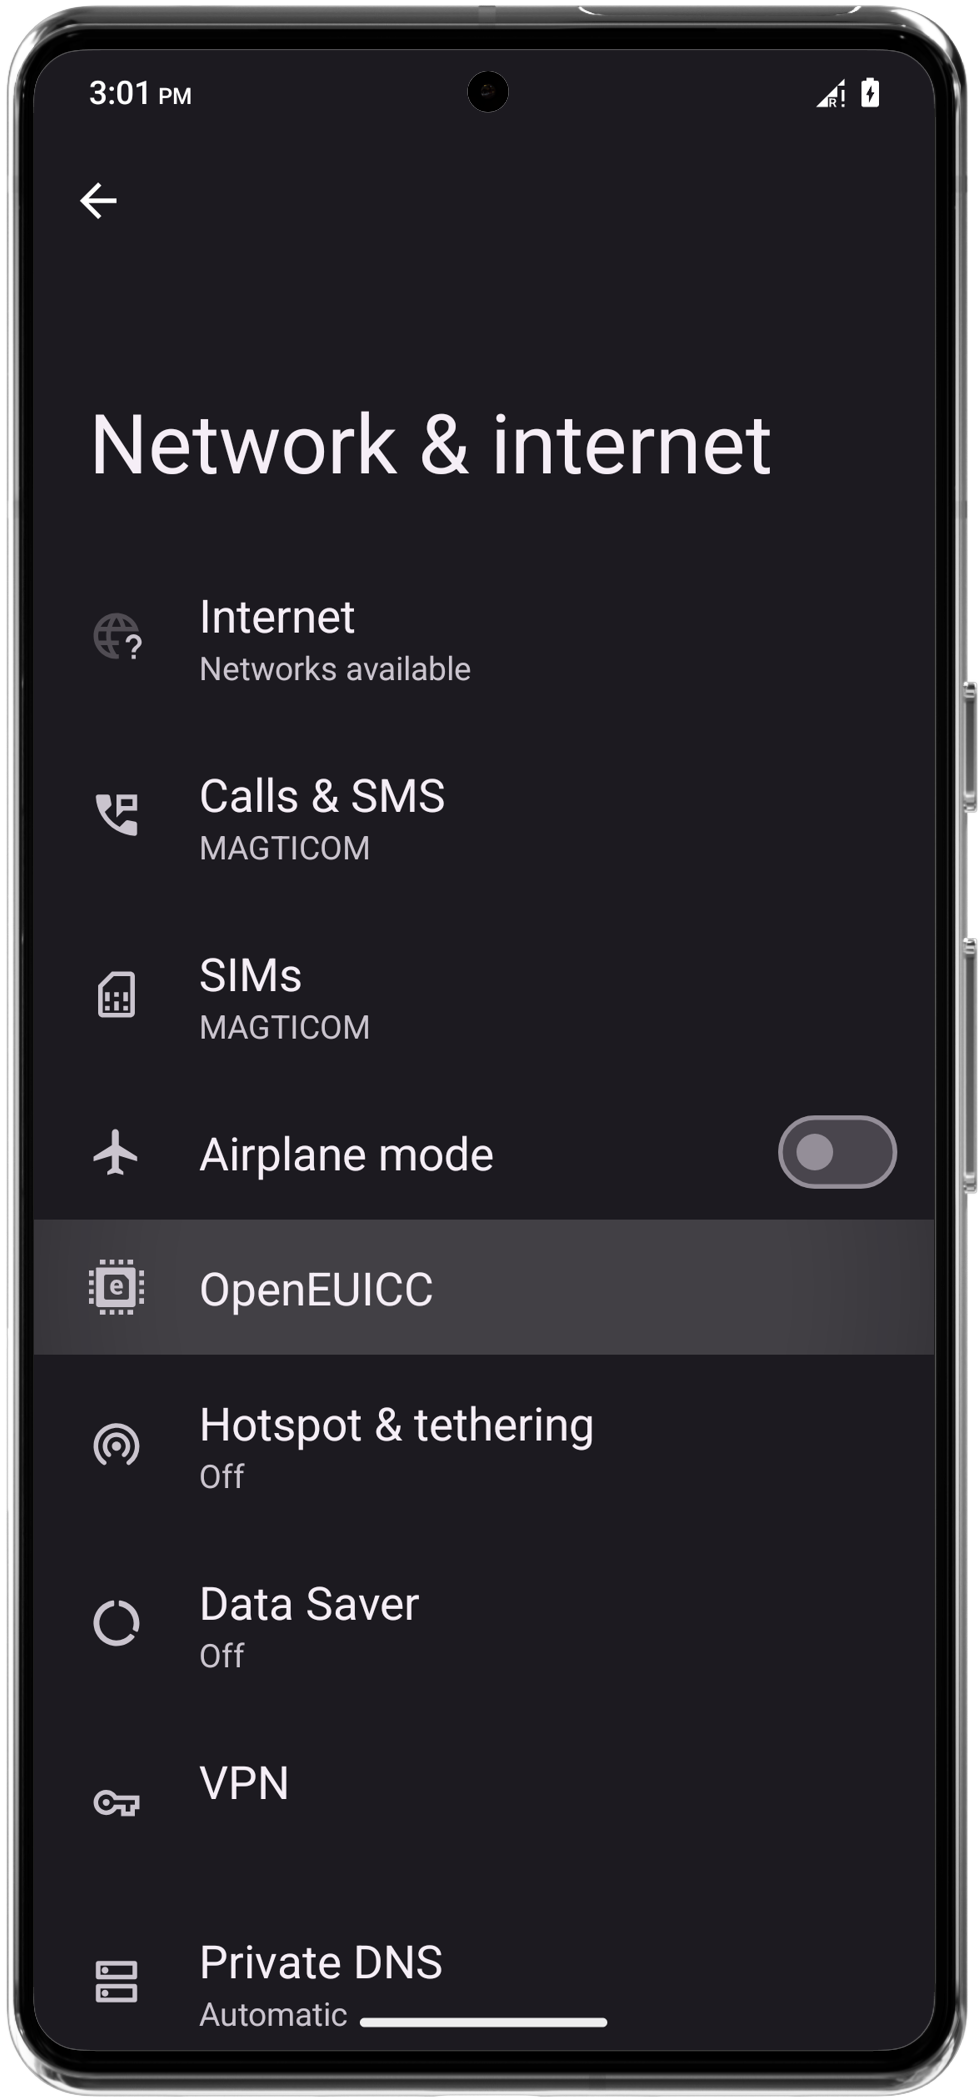 3:01 PM
R!
Network & internet
?
Internet
Networks available
Calls & SMS
MAGTICOM
SIMs
MAGTICOM
Airplane mode
e
OpenEUICC
Hotspot & tethering
Off
Data Saver
Off
VPN
Private DNS
Automatic